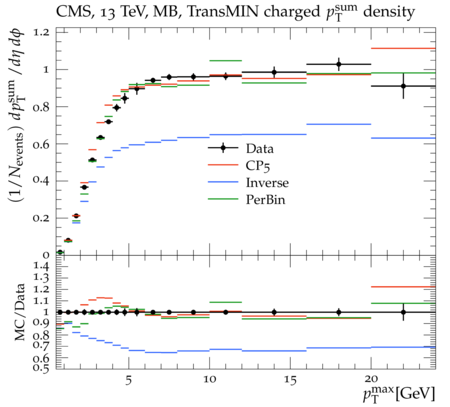 CMS, 13 TeV, MB, TransMIN charged p_T^sum density
(1/N_events) dp_T^sum/dη dφ
1.2
1
0.8
0.6
0.4
0.2
0
Data
CP5
Inverse
PerBin
MC/Data
1.4
1.3
1.2
1.1
1
0.9
0.8
0.7
0.6
0.5
5
10
15
20
p_T^max[GeV]